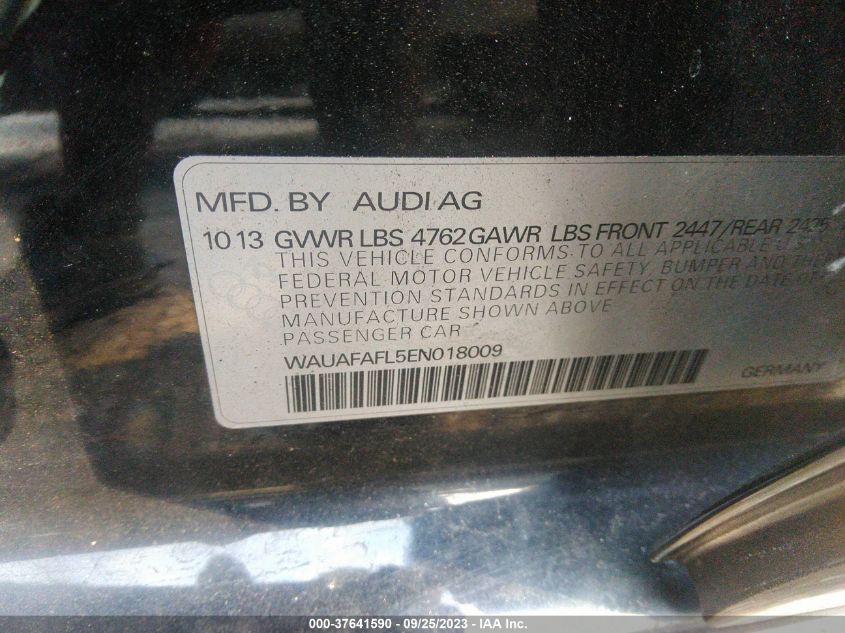 MFD. BY AUDI AG
10 13 GVWR LBS 4762 GAWR LBS FRONT 2447/REAR
THIS VEHICLE CONFORMS TO ALL APPLICABLE U.S.
FEDERAL MOTOR VEHICLE SAFETY, BUMPER AND THEFT
PREVENTION STANDARDS IN EFFECT ON THE DATE OF
MANUFACTURE SHOWN ABOVE
PASSENGER CAR
WAUAFAFL5EN018009
GERMANY
000-37641590 - 09/25/2023 - IAA Inc.